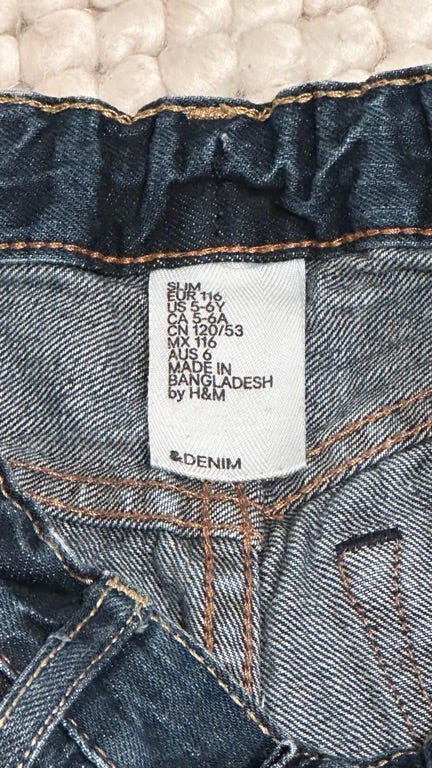 SLIM
EUR 116
US 5-6Y
CA 5-6A
CN 120/53
MX 116
AUS 6
MADE IN
BANGLADESH
by H&M
&DENIM